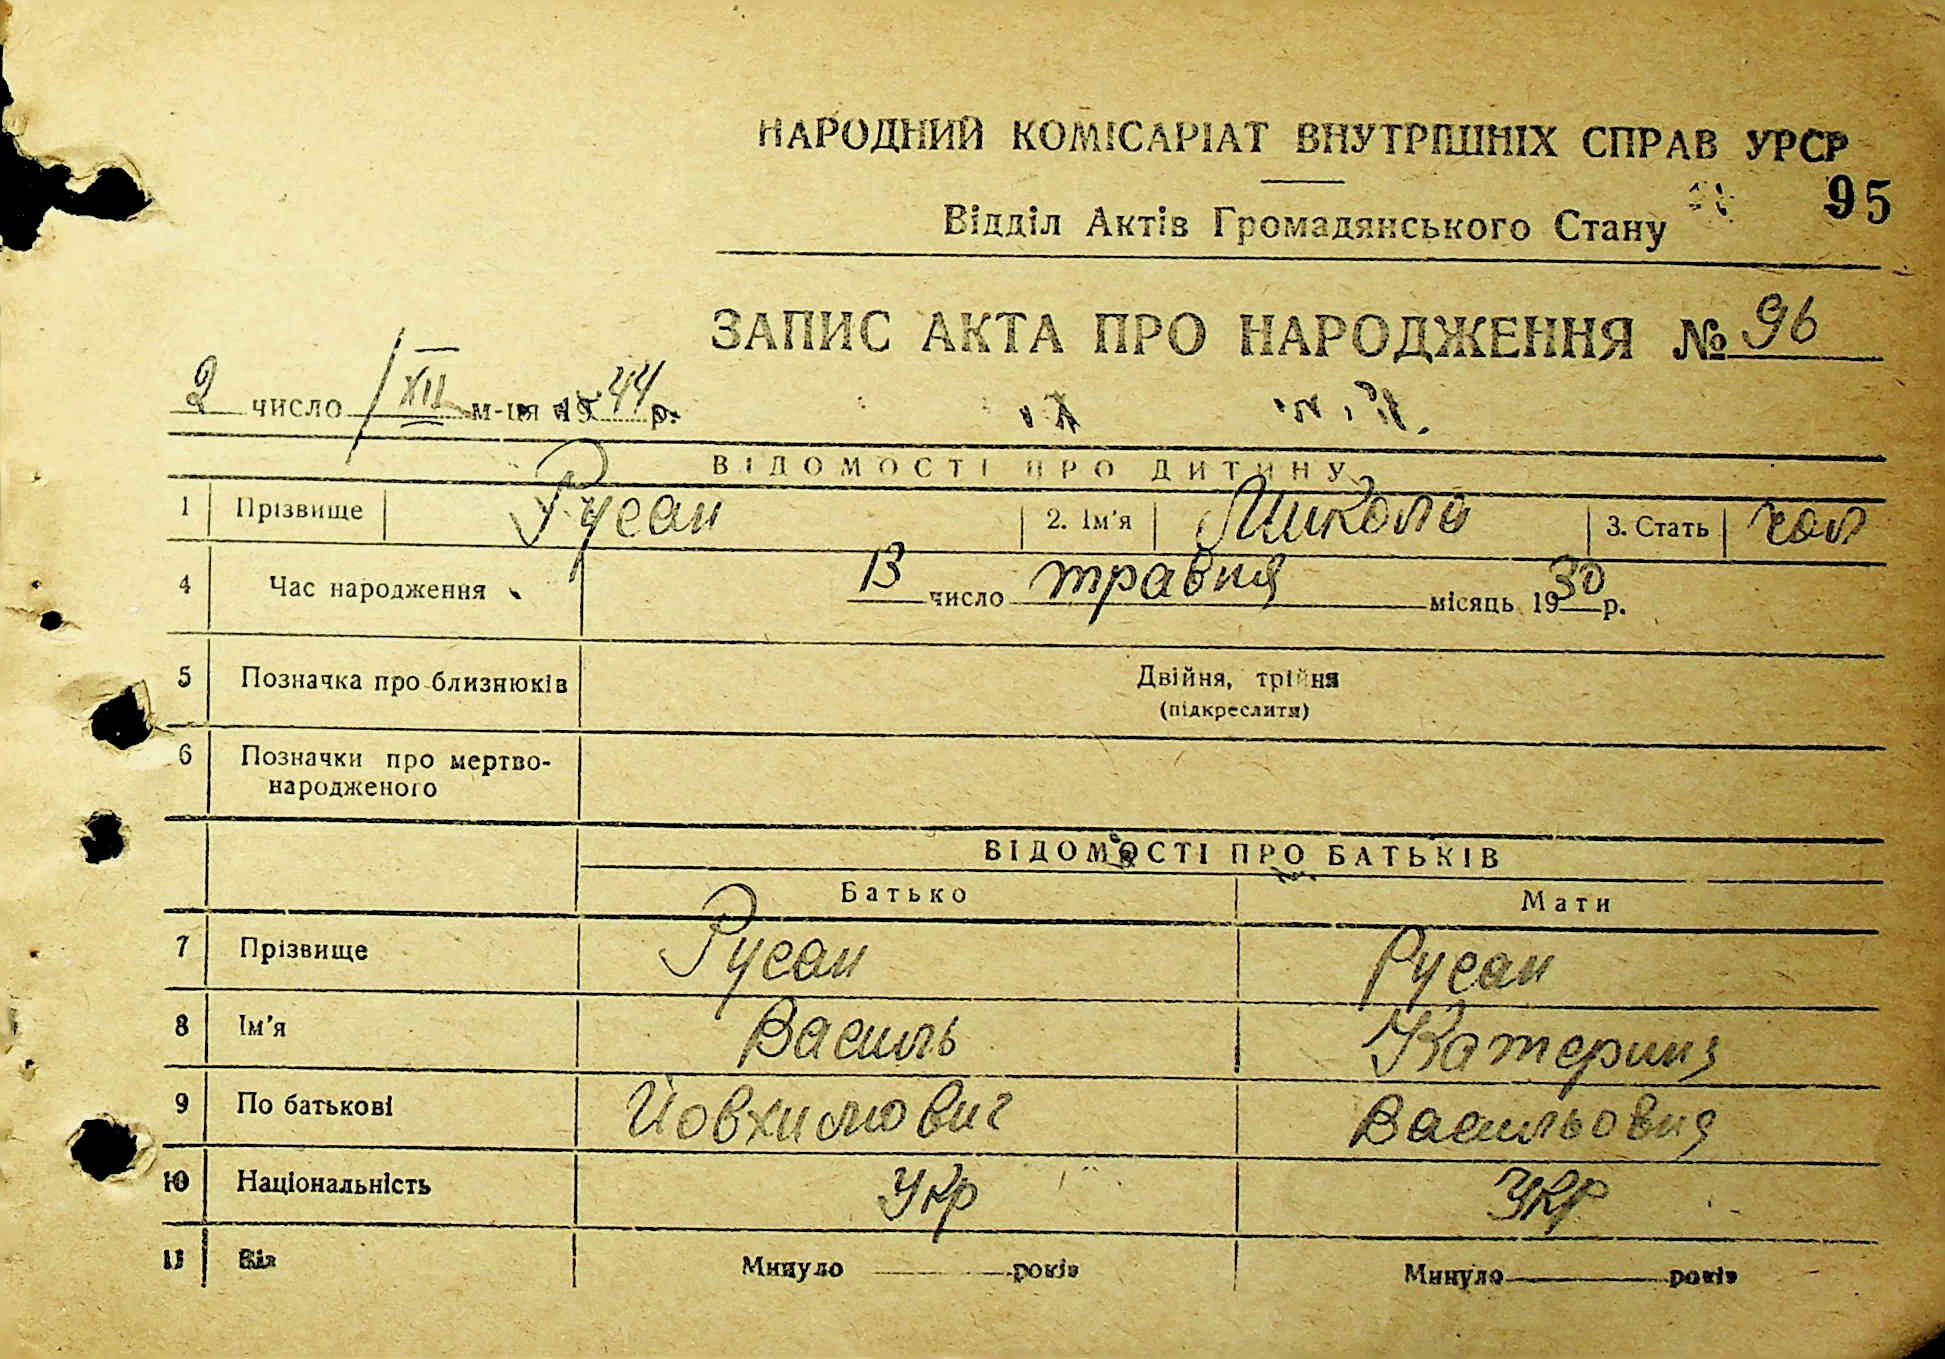 НАРОДНИЙ КОМІСАРІАТ ВНУТРІШНІХ СПРАВ УРСР
95
Відділ Актів Громадянського Стану
ЗАПИС АКТА ПРО НАРОДЖЕННЯ № 96
2 число / XII м-ця 1944 р.
ВІДОМОСТІ ПРО ДИТИНУ
1 Прізвище Русан 2. Ім'я Микола 3. Стать чол
4 Час народження 13 число травня місяць 1930 р.
5 Позначка про близнюків Двійня, трійня
(підкреслити)
6 Позначки про мертво-
народженого
ВІДОМОСТІ ПРО БАТЬКІВ
Батько Мати
7 Прізвище Русан Русан
8 Ім'я Василь Катерина
9 По батькові Йовхимович Васильовна
10 Національність Укр Укр
11 Вік Минуло років Минуло років